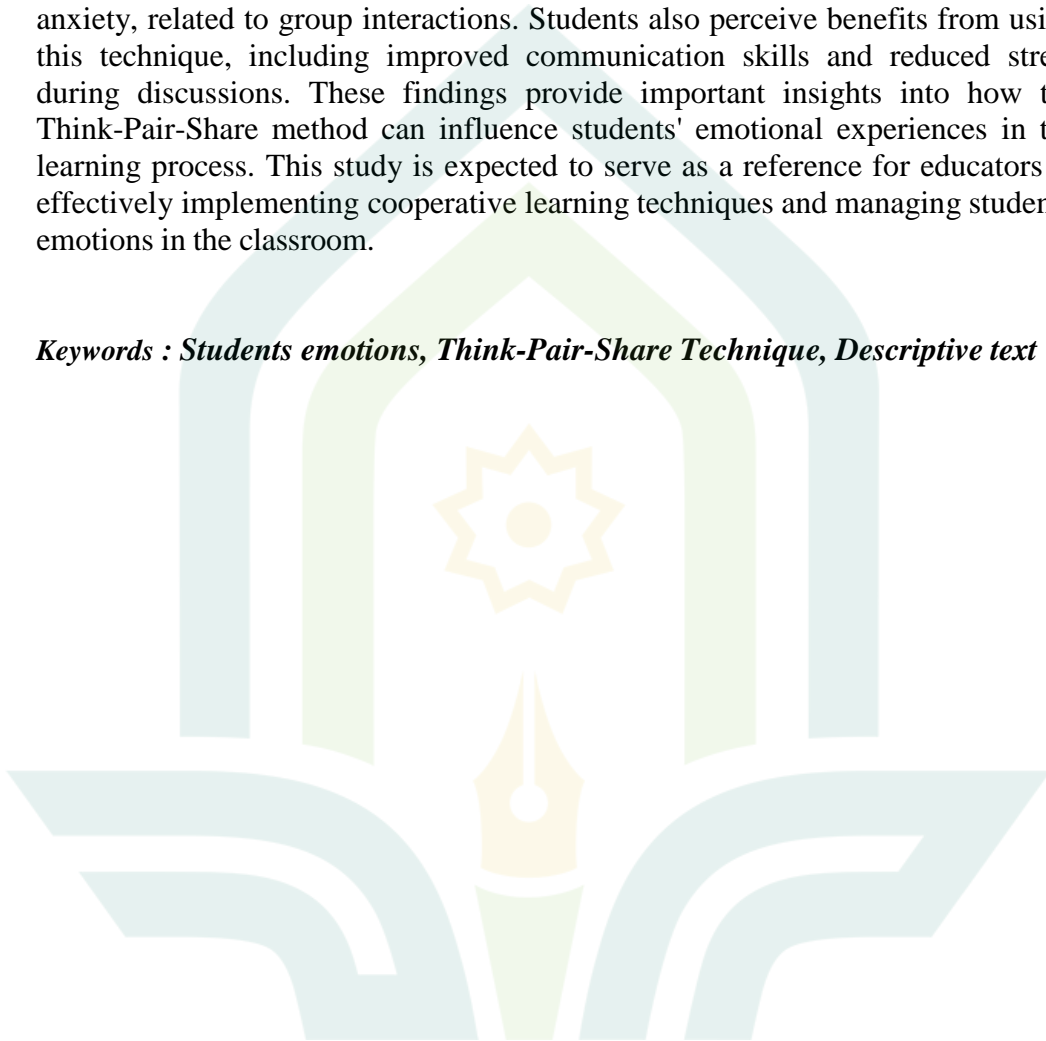 anxiety, related to group interactions. Students also perceive benefits from usi
this technique, including improved communication skills and reduced stre
during discussions. These findings provide important insights into how t
Think-Pair-Share method can influence students' emotional experiences in t
learning process. This study is expected to serve as a reference for educators
effectively implementing cooperative learning techniques and managing studen
emotions in the classroom.
Keywords : Students emotions, Think-Pair-Share Technique, Descriptive text